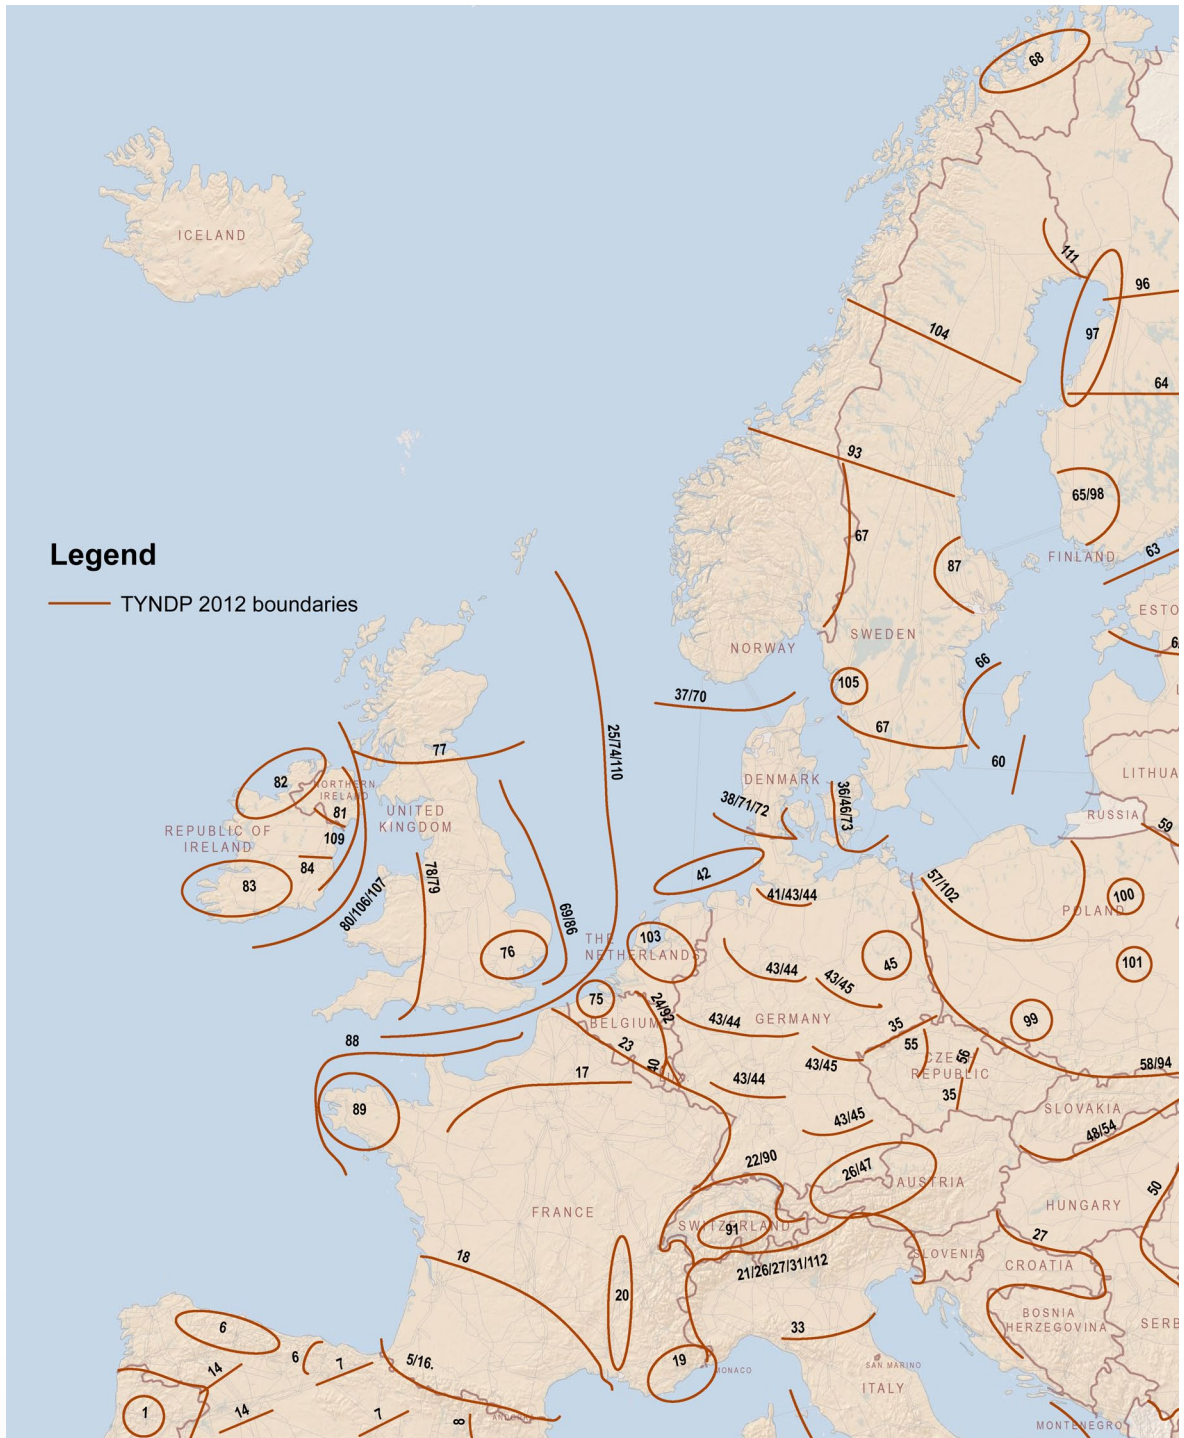 68
ICELAND
111
96
104
97
64
93
65/98
67
63
FINLAND
87
Legend
TYNDP 2012 boundaries
ESTO
NORWAY
SWEDEN
66
105
37/70
25/74/110
67
77
60
82
NORTHERN
IRELAND
DENMARK
LITHUA
36/46/73
38/71/72
81
UNITED
KINGDOM
REPUBLIC OF
IRELAND
RUSSIA
59
109
84
42
78/79
83
57/102
41/43/44
100
POLAND
80/106/107
69/86
THE
NETHERLANDS
103
76
45
101
43/44
43/45
75
24/92
BELGIUM
43/44
GERMANY
35
99
88
23
55
CZECH
REPUBLIC
56
40
43/45
58/94
17
43/44
35
89
SLOVAKIA
43/45
48/54
22/90
26/47
AUSTRIA
50
HUNGARY
FRANCE
SWITZERLAND
91
27
SLOVENIA
18
21/26/27/31/112
CROATIA
20
BOSNIA
HERZEGOVINA
SERB
6
33
6
7
5/16.
19
14
MONACO
SAN MARINO
ITALY
1
14
7
8
ANDORRA
MONTENEGRO